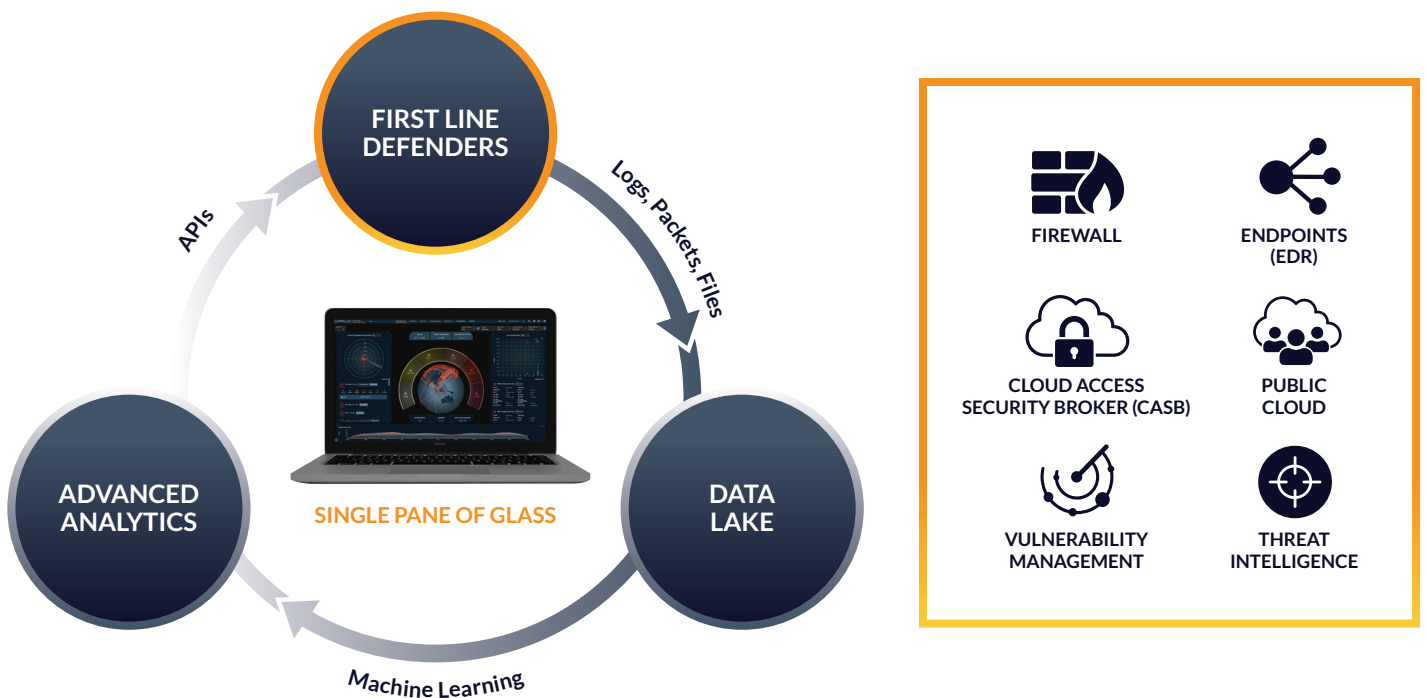 FIRST LINE
DEFENDERS
Logs, Packets, Files
APIs
SINGLE PANE OF GLASS
ADVANCED
ANALYTICS
DATA
LAKE
Machine Learning
FIREWALL
ENDPOINTS
(EDR)
CLOUD ACCESS
SECURITY BROKER (CASB)
PUBLIC
CLOUD
VULNERABILITY
MANAGEMENT
THREAT
INTELLIGENCE